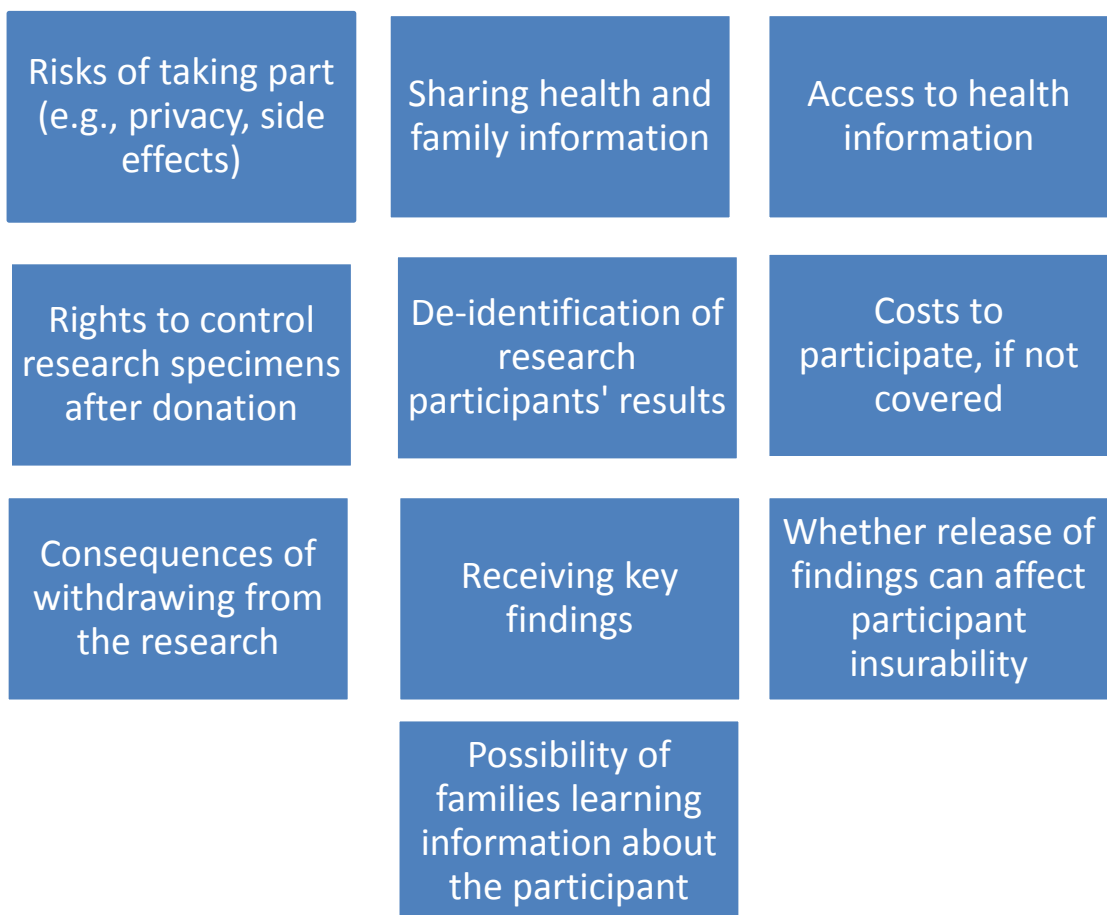 Risks of taking part
(e.g., privacy, side
effects)
Sharing health and
family information
Access to health
information
Rights to control
research specimens
after donation
De-identification of
research
participants' results
Costs to
participate, if not
covered
Consequences of
withdrawing from
the research
Receiving key
findings
Whether release of
findings can affect
participant
insurability
Possibility of
families learning
information about
the participant